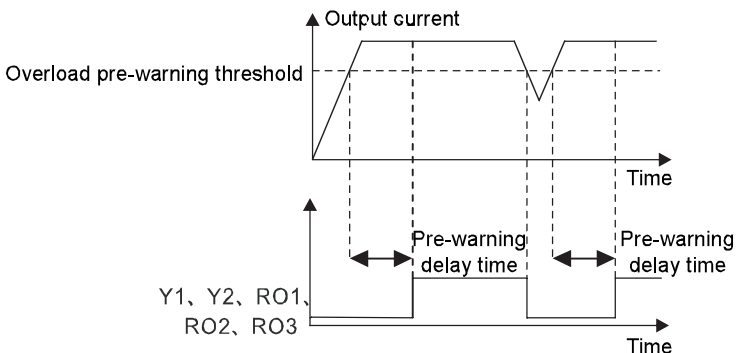 Output current
Overload pre-warning threshold
Time
Pre-warning
delay time
Pre-warning
delay time
Y1、Y2、RO1、
RO2、RO3
Time